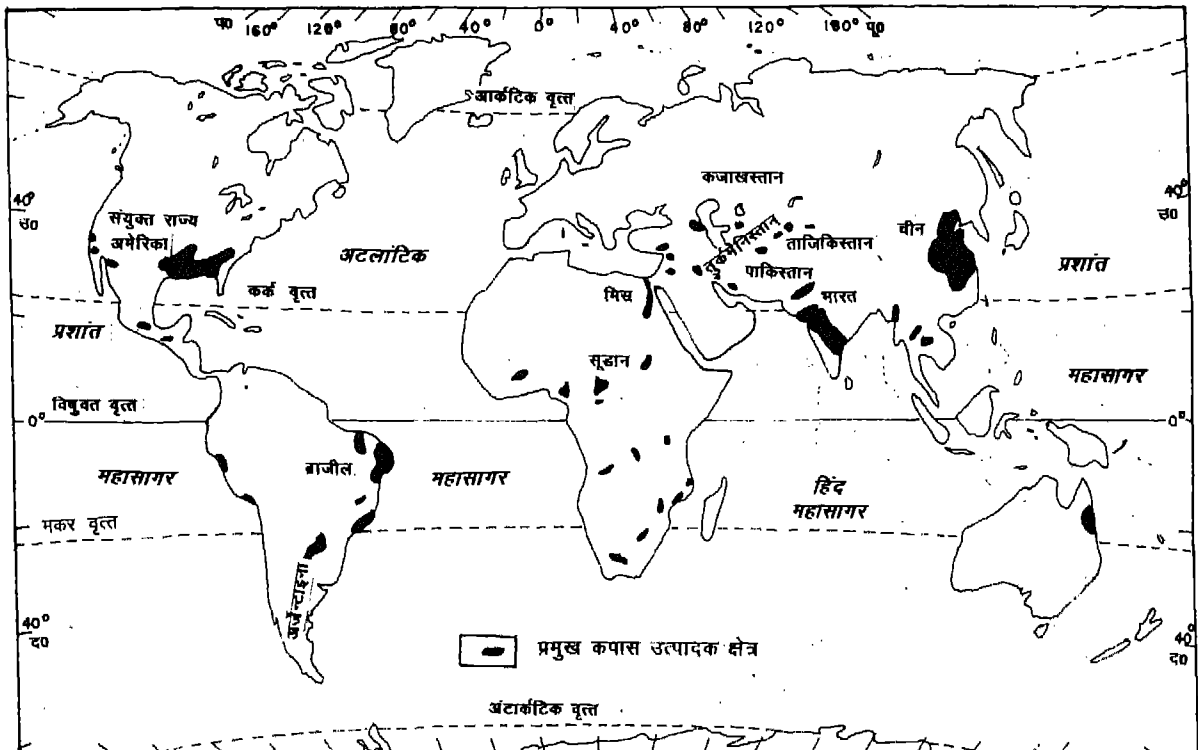 प० 160° 120° 80° 40° 0° 40° 80° 120° 180° पू०
आर्कटिक वृत्त
40°
उ०
40°
उ०
कजाखस्तान
संयुक्त राज्य
अमेरिका
अटलांटिक
तुर्कमेनिस्तान
ताजिकिस्तान
चीन
पाकिस्तान
प्रशांत
कर्क वृत्त
मिस्र
भारत
प्रशांत
सूडान
महासागर
विषुवत वृत्त
0°
0°
महासागर
ब्राजील
महासागर
हिंद
महासागर
मकर वृत्त
अर्जेन्टाइना
40°
द०
40°
द०
प्रमुख कपास उत्पादक क्षेत्र
अंटार्कटिक वृत्त